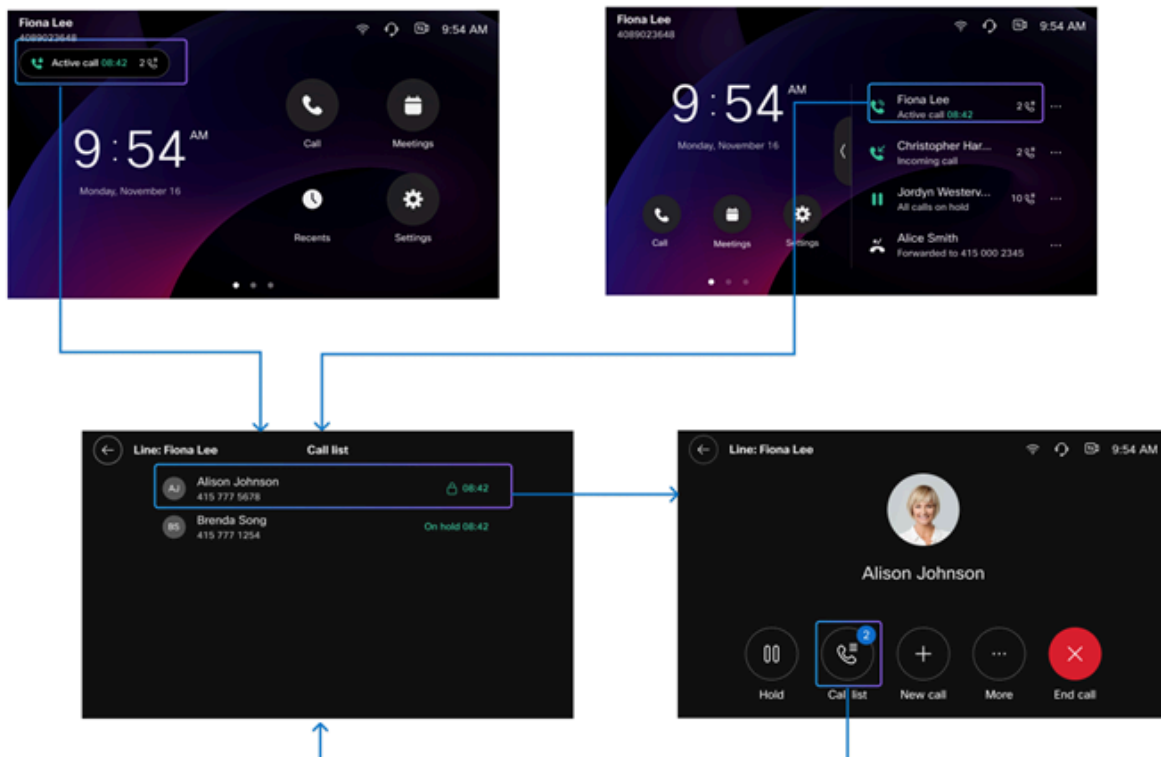 Fiona Lee
4089023648
9:54 AM
Active call 08:42 2
9:54 AM
Monday, November 16
Call
Meetings
Recents
Settings
Fiona Lee
4089023648
9:54 AM
9:54 AM
Monday, November 16
Call
Meetings
Settings
Fiona Lee
Active call 08:42
2
Christopher Har...
Incoming call
2
Jordyn Westerv...
All calls on hold
10
Alice Smith
Forwarded to 415 000 2345
Line: Fiona Lee
Call list
AJ
Alison Johnson
415 777 5678
08:42
BS
Brenda Song
415 777 1254
On hold 08:42
Line: Fiona Lee
9:54 AM
Alison Johnson
2
Hold
Call list
New call
More
End call